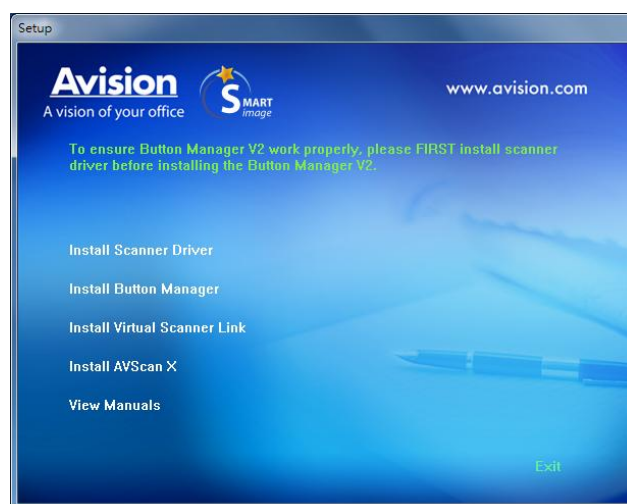 Setup
Avision
A vision of your office
SMART
image
www.avision.com
To ensure Button Manager V2 work properly, please FIRST install scanner
driver before installing the Button Manager V2.
Install Scanner Driver
Install Button Manager
Install Virtual Scanner Link
Install AVScan X
View Manuals
Exit